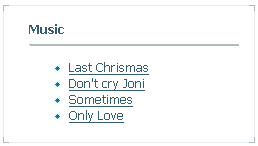 Music
Last Chrismas
Don't cry Joni
Sometimes
Only Love